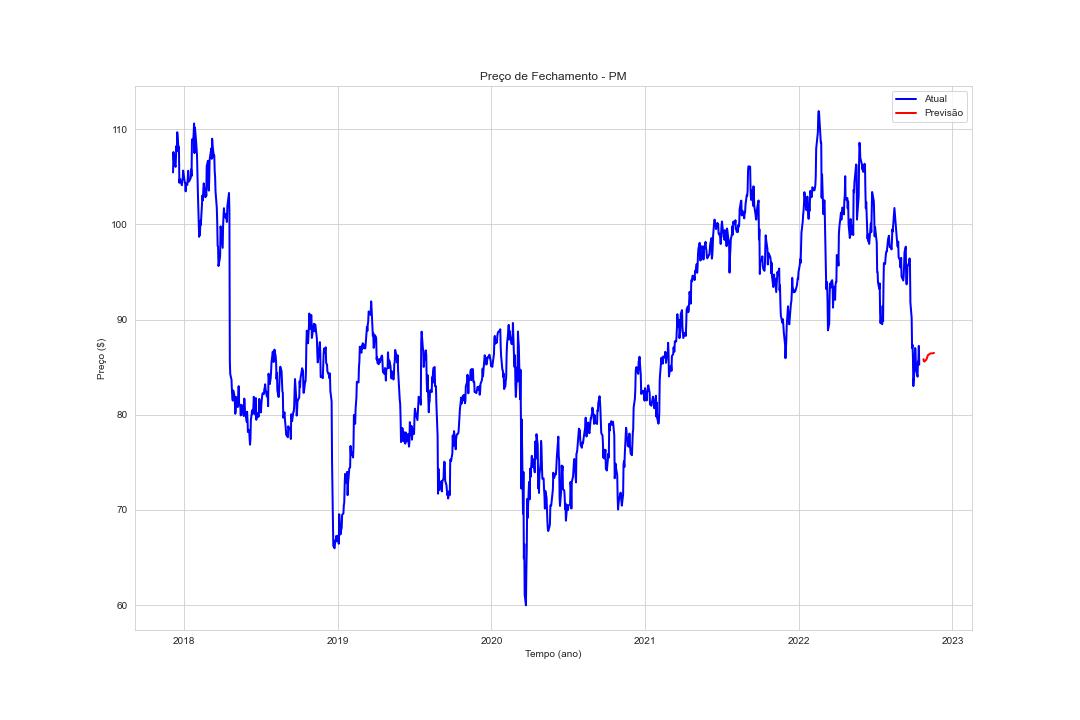 Preço de Fechamento - PM
Atual
Previsão
110
100
90
80
70
60
Preço ($)
2018
2019
2020
2021
2022
2023
Tempo (ano)